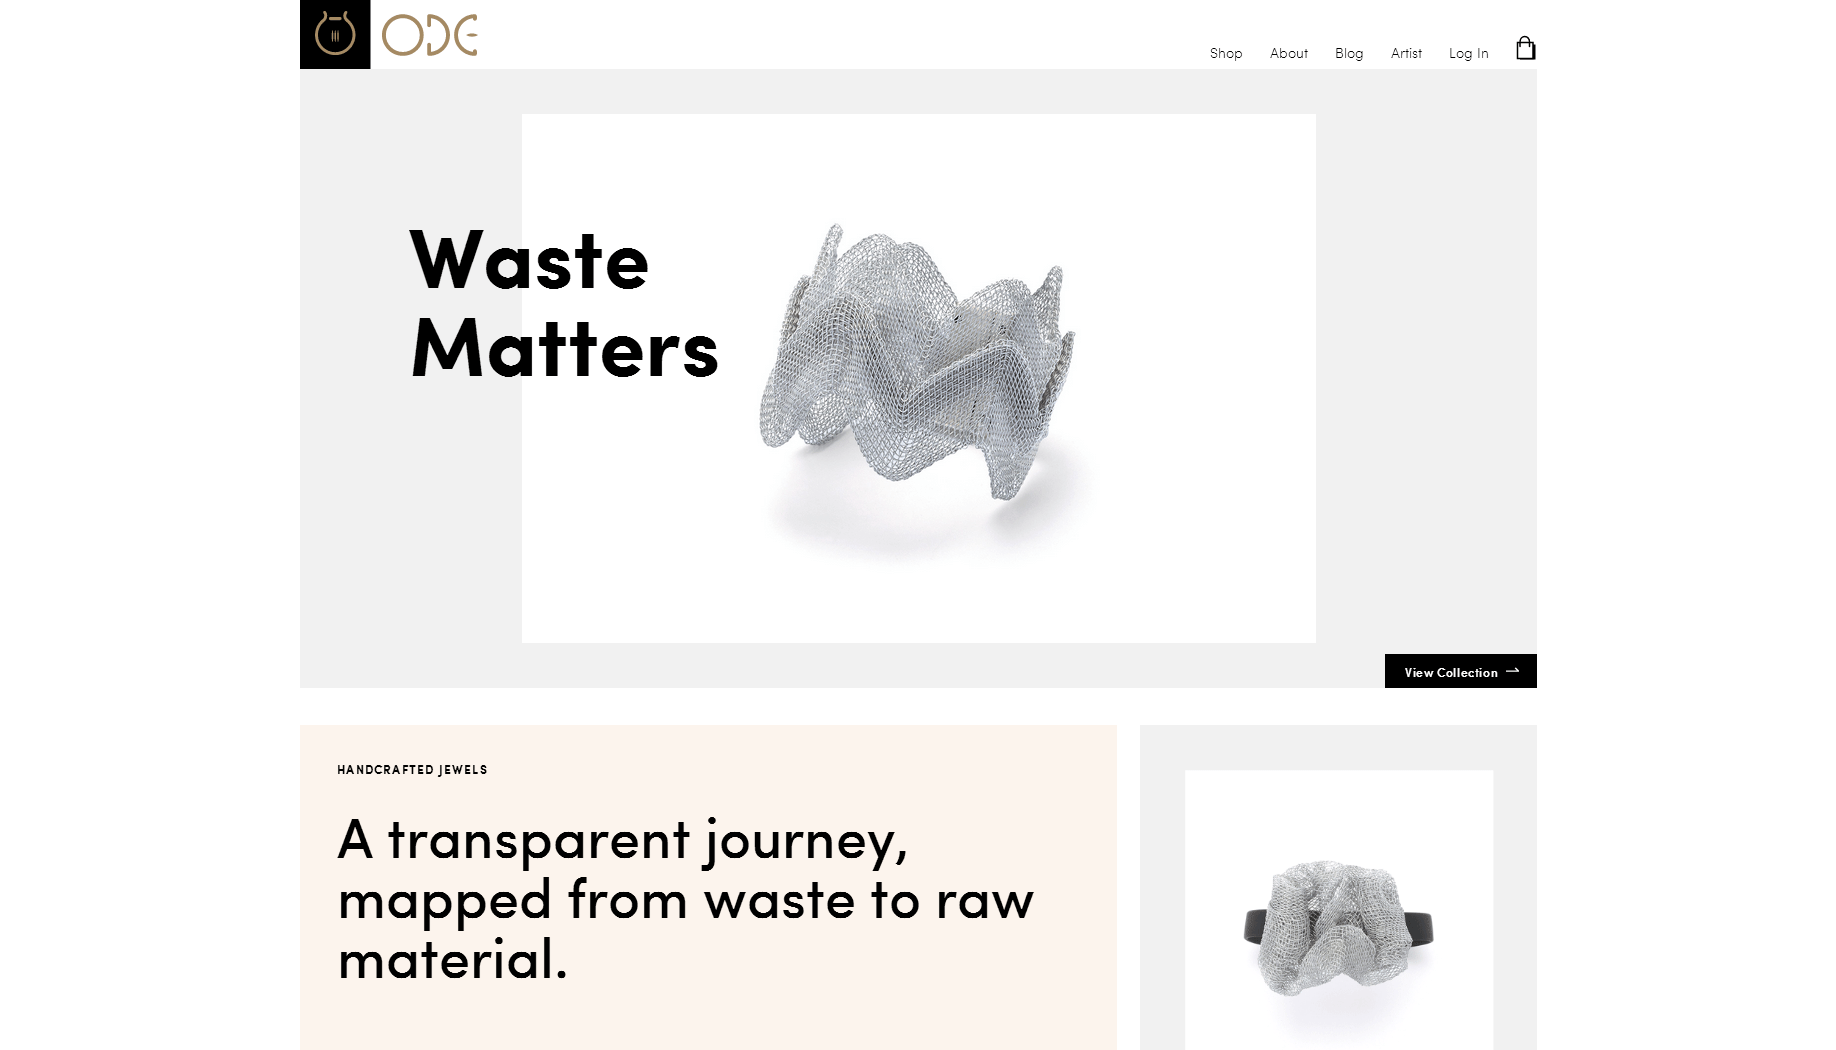 ODE
Shop About Blog Artist Log In
Waste
Matters
View Collection
HANDCRAFTED JEWELS
A transparent journey,
mapped from waste to raw
material.